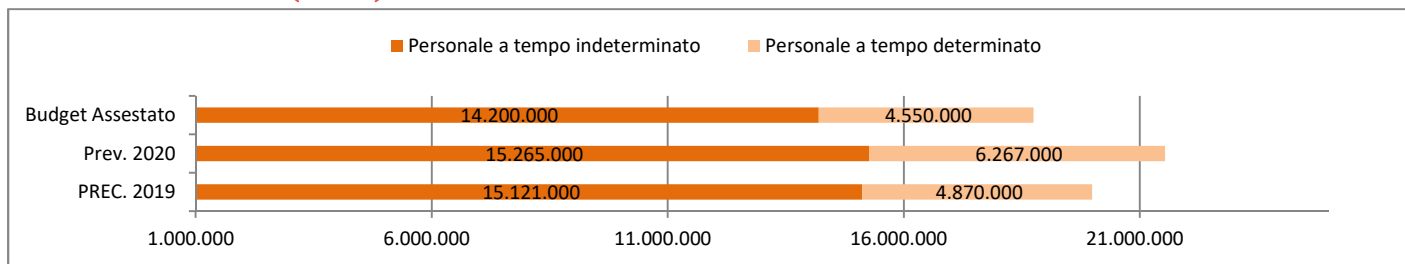 Personale a tempo indeterminato Personale a tempo determinato
Budget Assestato 14.200.000 4.550.000
Prev. 2020 15.265.000 6.267.000
PREC. 2019 15.121.000 4.870.000
1.000.000 6.000.000 11.000.000 16.000.000 21.000.000